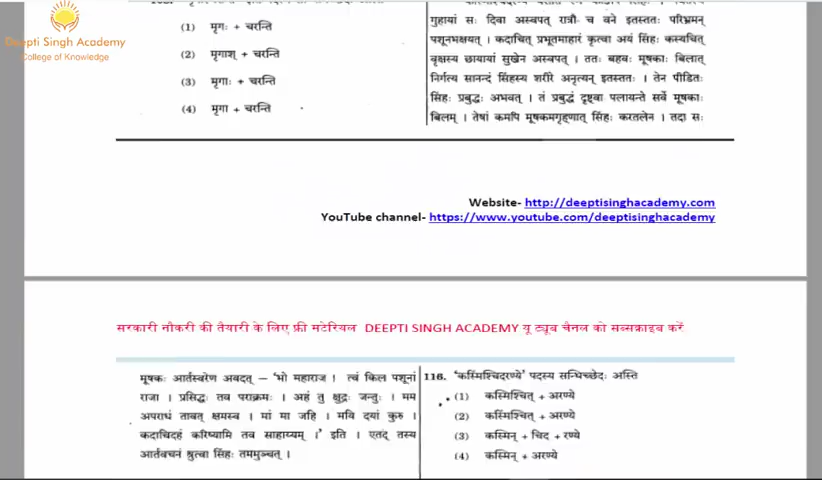 Deepti Singh Academy
College of Knowledge
(1) मृगः + चरन्ति
(2) मृगाश् + चरन्ति
(3) मृगाः + चरन्ति
(4) मृगा + चरन्ति
गुहायां सः दिवा अस्वपत् रात्रौ च वने इतस्ततः परिभ्रमन्
पशूनभक्षयत् । कदाचित् प्रभूतमाहारं कृत्वा अयं सिंहः कस्यचित्
वृक्षस्य छायायां सुखेन अस्वपत् । ततः बहवः मूषकाः बिलात्
निर्गत्य सानन्दं सिंहस्य शरीरे अनृत्यन् इतस्ततः । तेन पीडितः
सिंहः प्रबुद्धः अभवत् । तं प्रबुद्धं दृष्ट्वा पलायन्ते सर्वे मूषकाः
बिलम् । तेषां कमपि मूषकमगृह्णात् सिंहः करतलेन । तदा सः
Website- http://deeptisinghacademy.com
YouTube channel- https://www.youtube.com/deeptisinghacademy
सरकारी नौकरी की तैयारी के लिए फ्री मटेरियल DEEPTI SINGH ACADEMY यू ट्यूब चैनल को सब्सक्राइब करें
मूषकः आर्तस्वरेण अवदत् – 'भो महाराज ! त्वं किल पशूनां
राजा । प्रसिद्धः तव पराक्रमः । अहं तु क्षुद्रः जन्तुः । मम
अपराधं तावत् क्षमस्व । मां मा जहि । मयि दयां कुरु ।
कदाचिदहं करिष्यामि तव साहाय्यम् ।' इति । एतद् तस्य
आर्तवचनं श्रुत्वा सिंहः तममुञ्चत् ।
116. 'कस्मिंश्चिदरण्ये' पदस्य सन्धिच्छेदः अस्ति
(1) कस्मिश्चित् + अरण्ये
(2) कस्मिंश्चित् + अरण्ये
(3) कस्मिन् + चिद + रण्ये
(4) कस्मिन् + अरण्ये